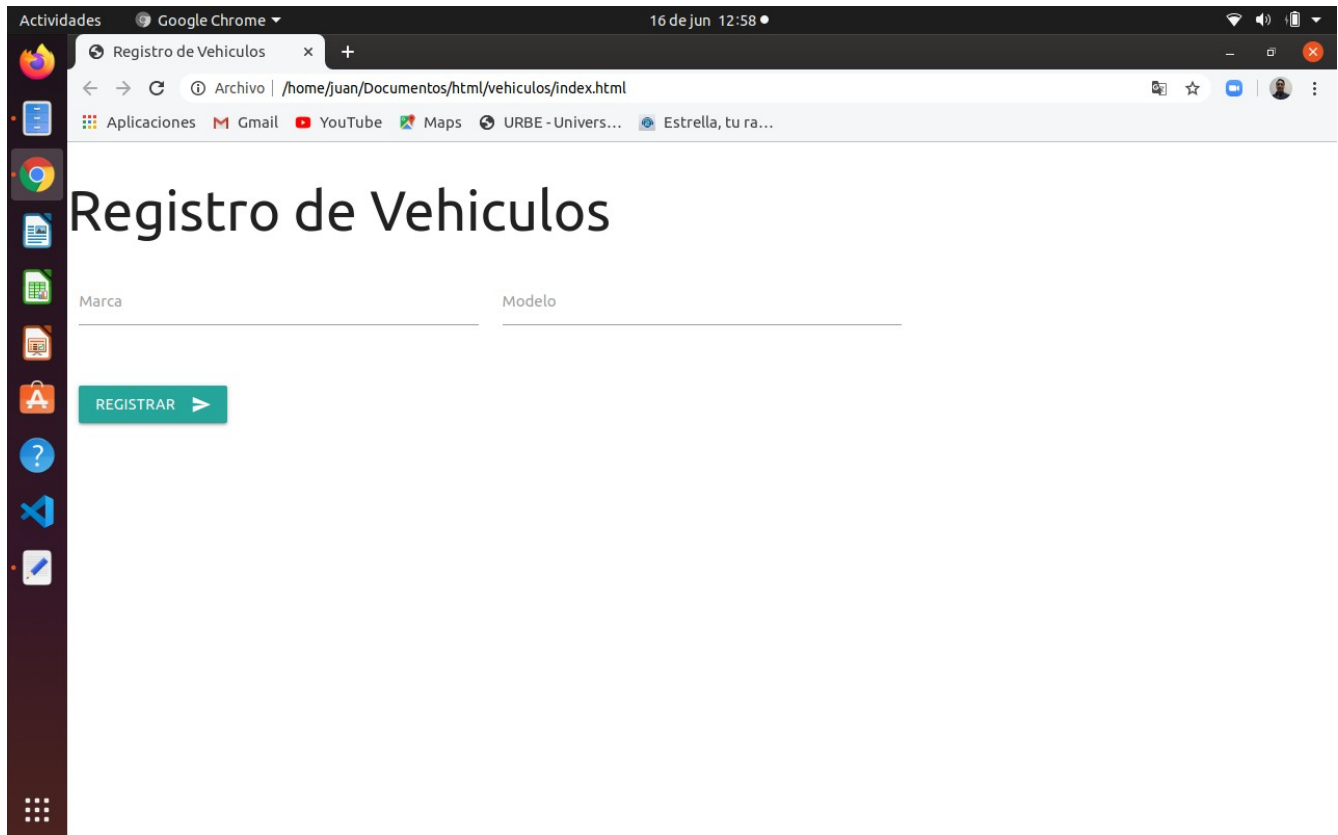 Actividades Google Chrome 16 de jun 12:58
Registro de Vehiculos
Archivo /home/juan/Documentos/html/vehiculos/index.html
Aplicaciones Gmail YouTube Maps URBE - Univers... Estrella, tu ra...
Registro de Vehiculos
Marca Modelo
REGISTRAR